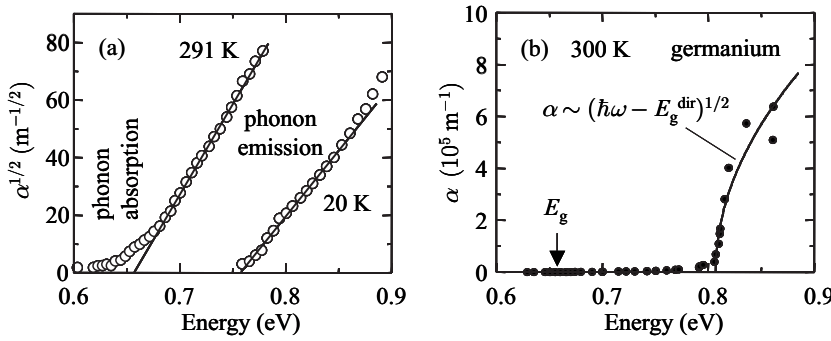 (a)
291 K
phonon
emission
phonon
absorption
20 K
α^{1/2} (m^{−1/2})
80
60
40
20
0
0.6
0.7
0.8
0.9
Energy (eV)
(b) 300 K germanium
α ~ (ħω − E_g^{dir})^{1/2}
E_g
α (10^5 m^{−1})
10
8
6
4
2
0
0.6
0.7
0.8
0.9
Energy (eV)